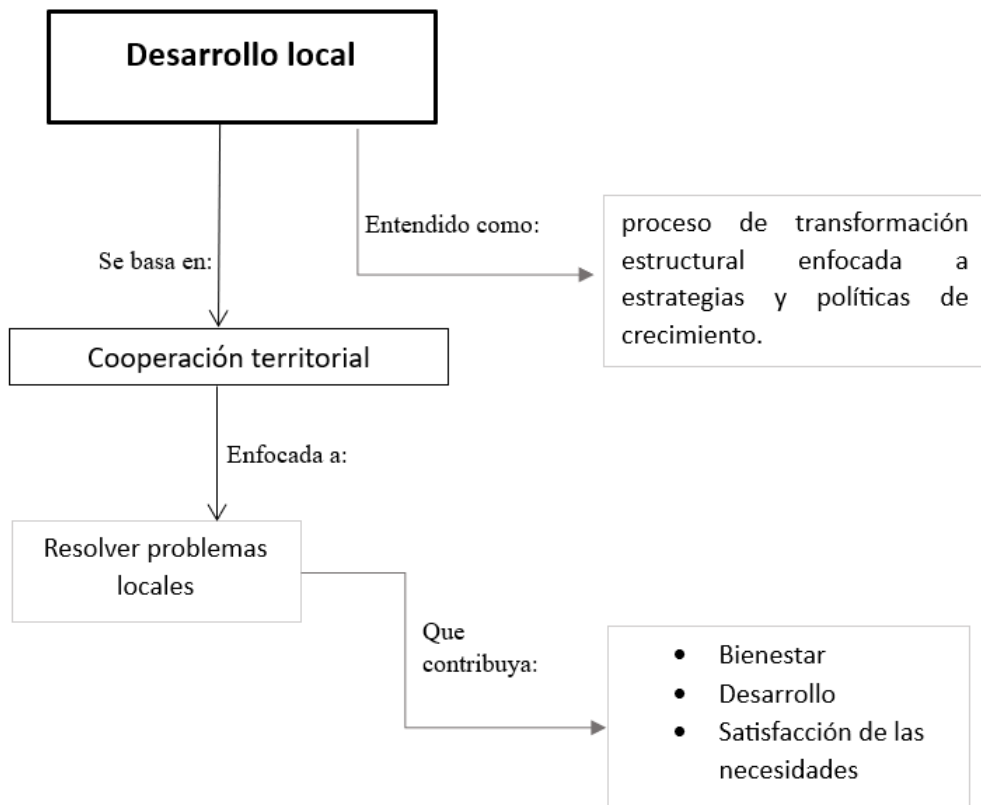 Desarrollo local
Entendido como:
proceso de transformación
estructural enfocada a
estrategias y políticas de
crecimiento.
Se basa en:
Cooperación territorial
Enfocada a:
Resolver problemas
locales
Que
contribuya:
• Bienestar
• Desarrollo
• Satisfacción de las
necesidades